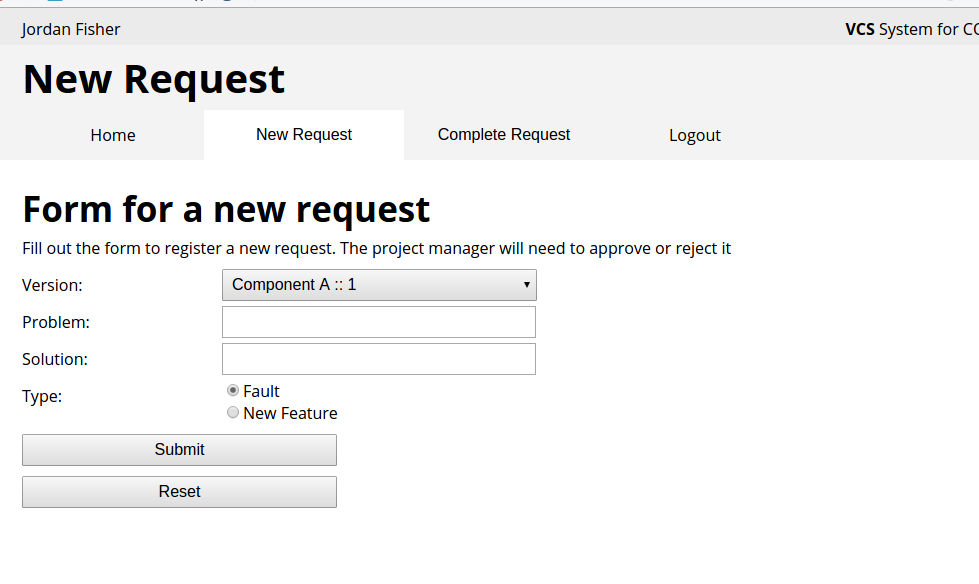 Jordan Fisher VCS System for CO
New Request
Home New Request Complete Request Logout
Form for a new request
Fill out the form to register a new request. The project manager will need to approve or reject it
Version: Component A :: 1
Problem:
Solution:
Type: Fault
New Feature
Submit
Reset